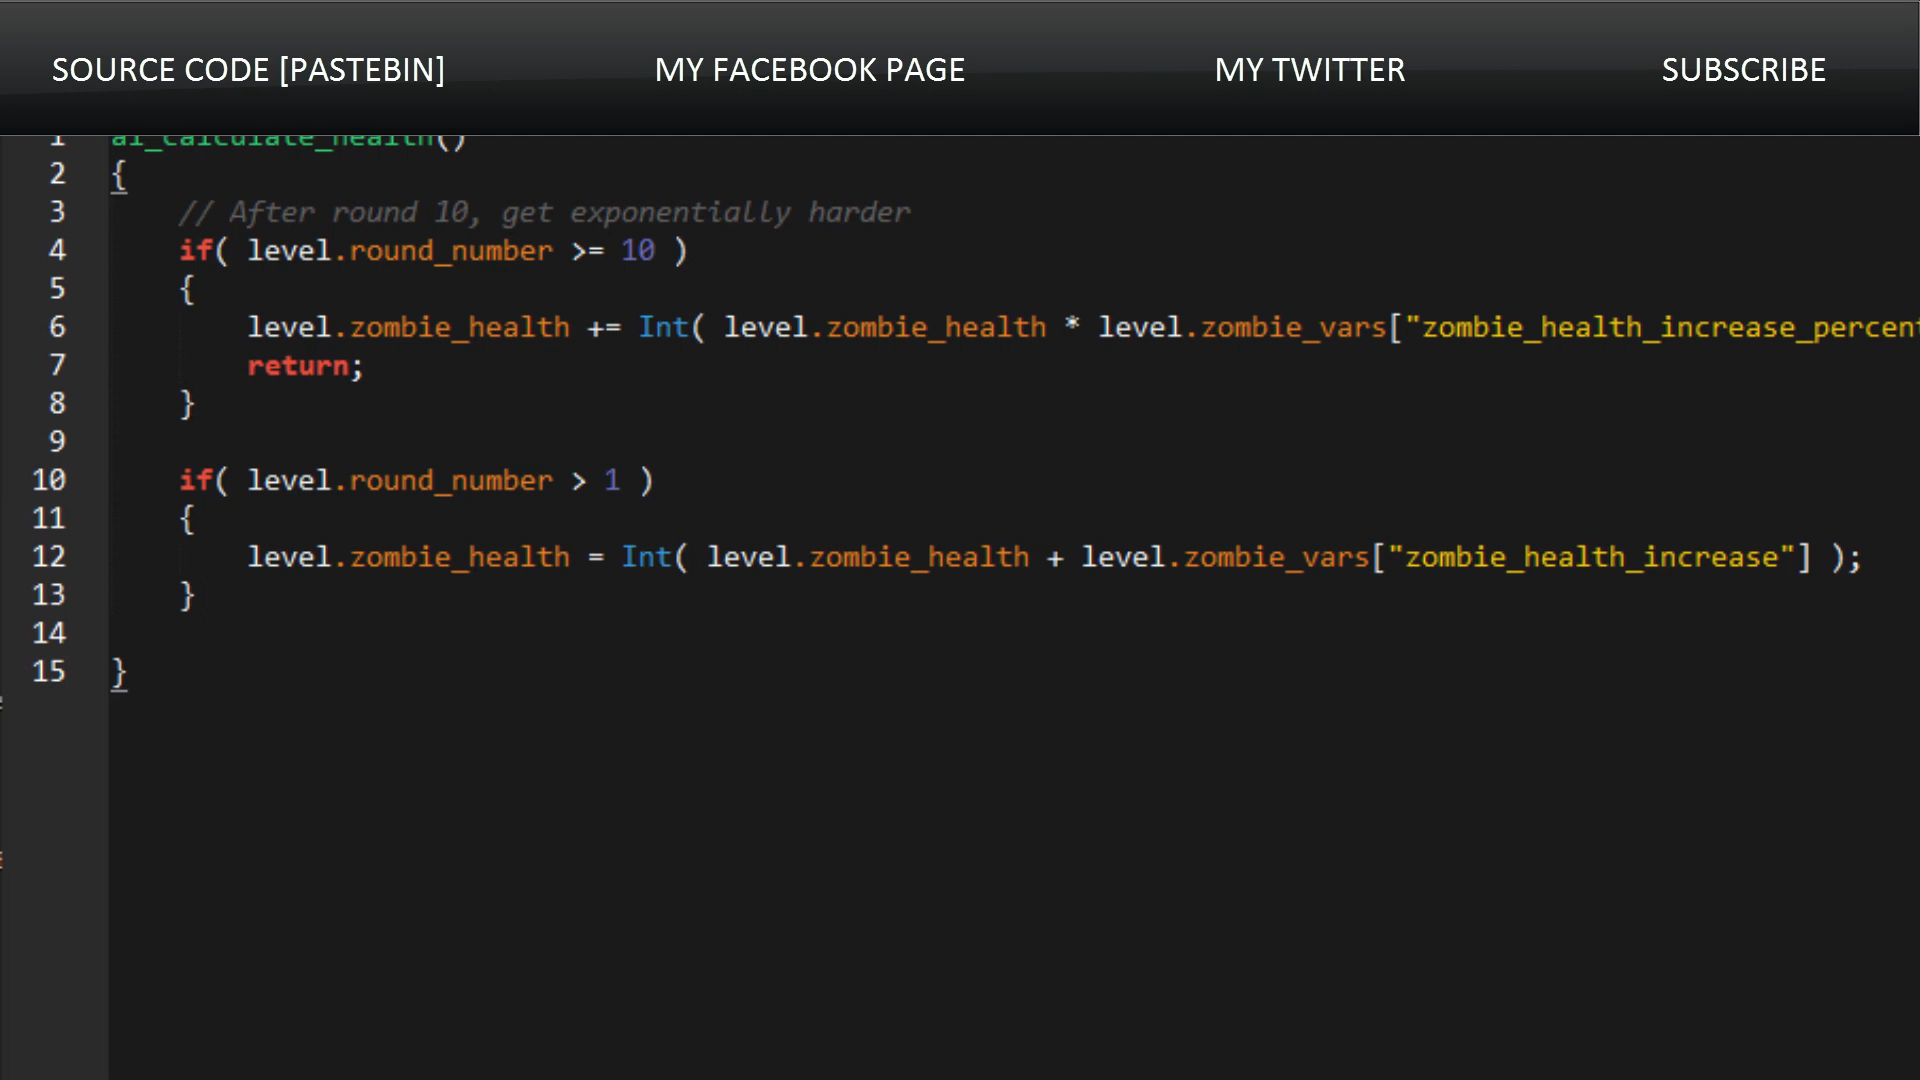 SOURCE CODE [PASTEBIN] MY FACEBOOK PAGE MY TWITTER SUBSCRIBE
1 ai_calculate_health()
2 {
3 // After round 10, get exponentially harder
4 if( level.round_number >= 10 )
5 {
6 level.zombie_health += Int( level.zombie_health * level.zombie_vars["zombie_health_increase_percent
7 return;
8 }
9
10 if( level.round_number > 1 )
11 {
12 level.zombie_health = Int( level.zombie_health + level.zombie_vars["zombie_health_increase"] );
13 }
14
15 }